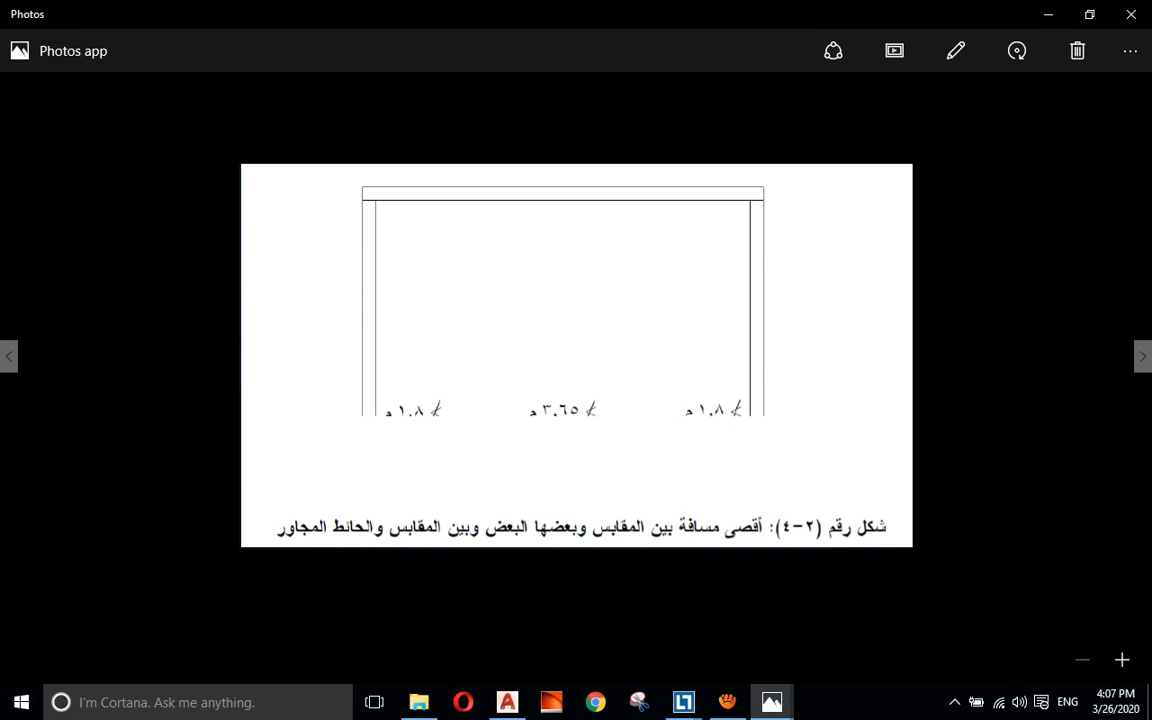 Photos
Photos app
١,٨ م
٣,٦٥ م
١,٨ م
شكل رقم (٢-٤): أقصى مسافة بين المقابس وبعضها البعض وبين المقابس والحائط المجاور
I'm Cortana. Ask me anything.
ENG
4:07 PM
3/26/2020